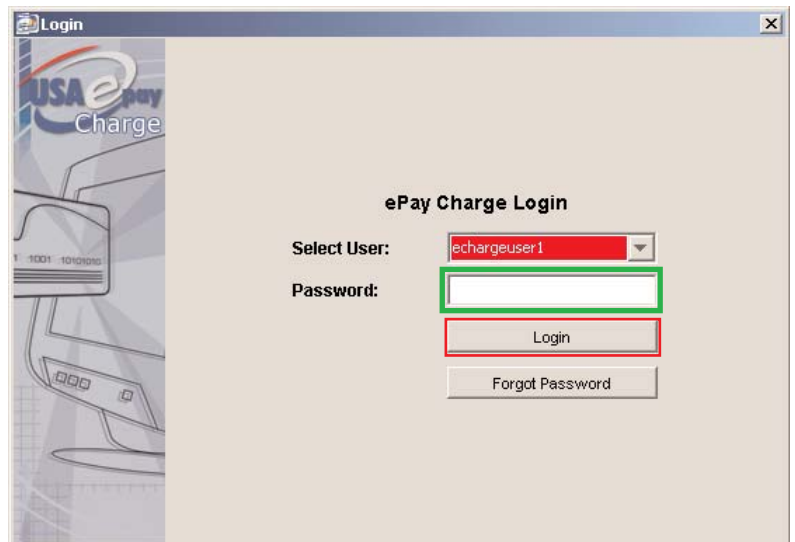 Login
USA ePay
Charge
1 1001 10101010
ePay Charge Login
Select User: echargeuser1
Password:
Login
Forgot Password